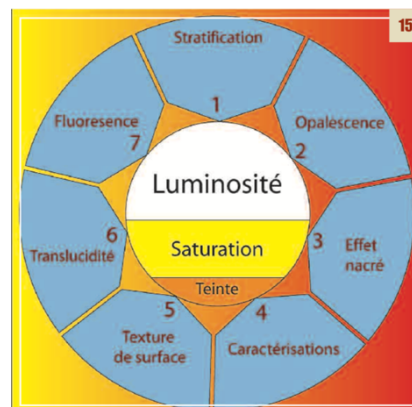 15
Stratification
1
Opalescence
2
3
Effet
nacré
4
Caractérisations
5
Texture
de surface
6
Translucidité
Fluoresence
7
Luminosité
Saturation
Teinte